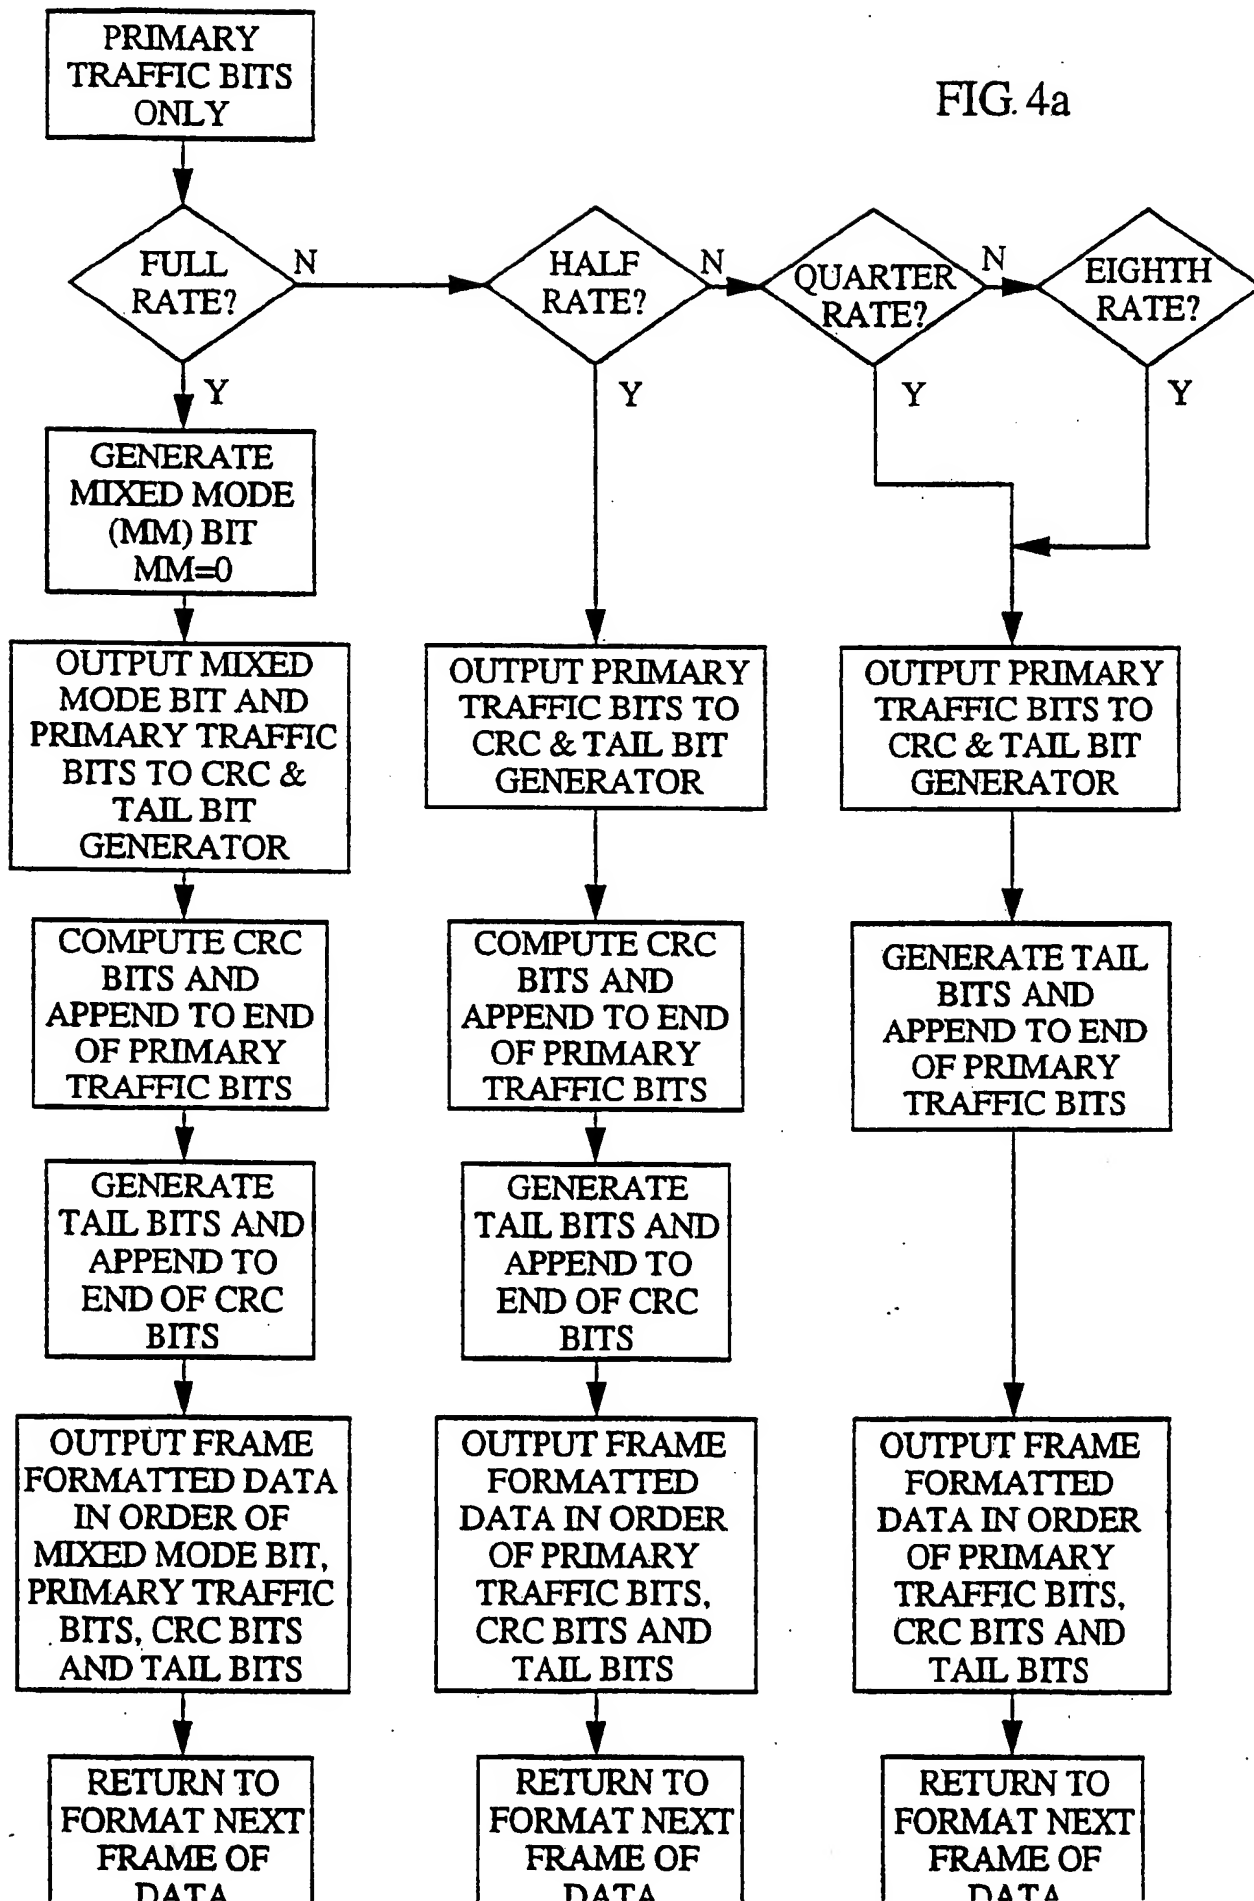 PRIMARY
TRAFFIC BITS
ONLY
FIG. 4a
FULL
RATE?
N
HALF
RATE?
N
QUARTER
RATE?
N
EIGHTH
RATE?
Y
Y
Y
Y
GENERATE
MIXED MODE
(MM) BIT
MM=0
OUTPUT MIXED
MODE BIT AND
PRIMARY TRAFFIC
BITS TO CRC &
TAIL BIT
GENERATOR
COMPUTE CRC
BITS AND
APPEND TO END
OF PRIMARY
TRAFFIC BITS
GENERATE
TAIL BITS AND
APPEND TO
END OF CRC
BITS
OUTPUT FRAME
FORMATTED DATA
IN ORDER OF
MIXED MODE BIT,
PRIMARY TRAFFIC
BITS, CRC BITS
AND TAIL BITS
RETURN TO
FORMAT NEXT
FRAME OF
DATA
OUTPUT PRIMARY
TRAFFIC BITS TO
CRC & TAIL BIT
GENERATOR
COMPUTE CRC
BITS AND
APPEND TO END
OF PRIMARY
TRAFFIC BITS
GENERATE
TAIL BITS AND
APPEND TO
END OF CRC
BITS
OUTPUT FRAME
FORMATTED
DATA IN ORDER
OF PRIMARY
TRAFFIC BITS,
CRC BITS AND
TAIL BITS
RETURN TO
FORMAT NEXT
FRAME OF
DATA
OUTPUT PRIMARY
TRAFFIC BITS TO
CRC & TAIL BIT
GENERATOR
GENERATE TAIL
BITS AND
APPEND TO END
OF PRIMARY
TRAFFIC BITS
OUTPUT FRAME
FORMATTED
DATA IN ORDER
OF PRIMARY
TRAFFIC BITS,
CRC BITS AND
TAIL BITS
RETURN TO
FORMAT NEXT
FRAME OF
DATA